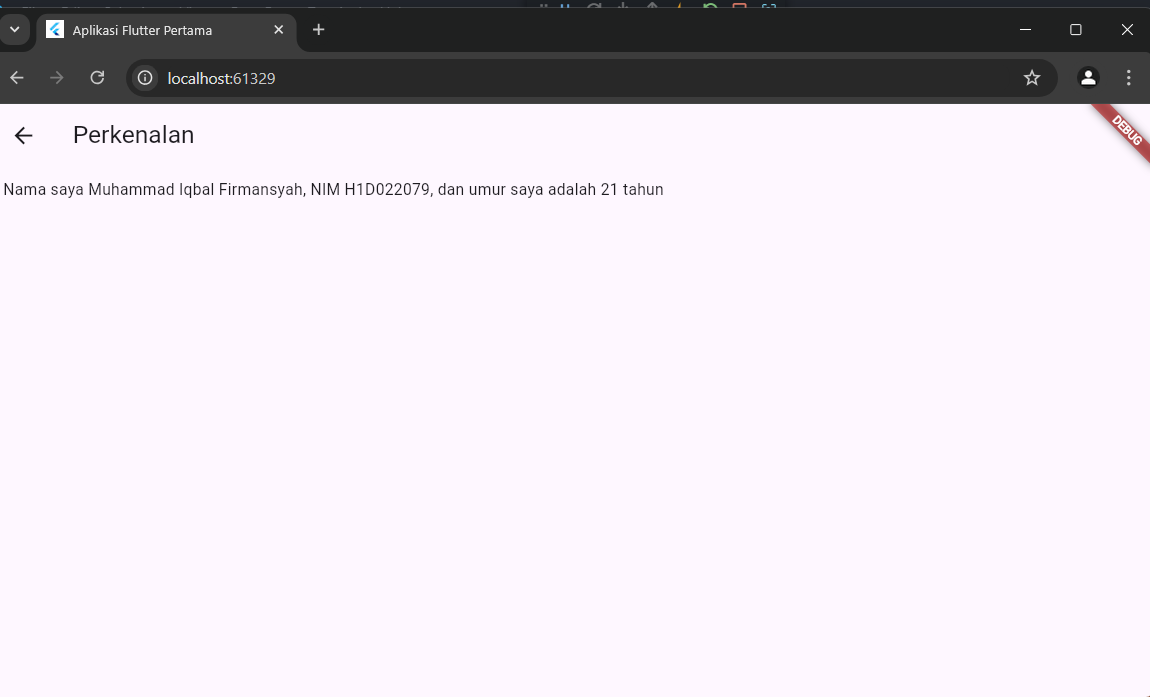 Aplikasi Flutter Pertama
localhost:61329
Perkenalan
DEBUG
Nama saya Muhammad Iqbal Firmansyah, NIM H1D022079, dan umur saya adalah 21 tahun